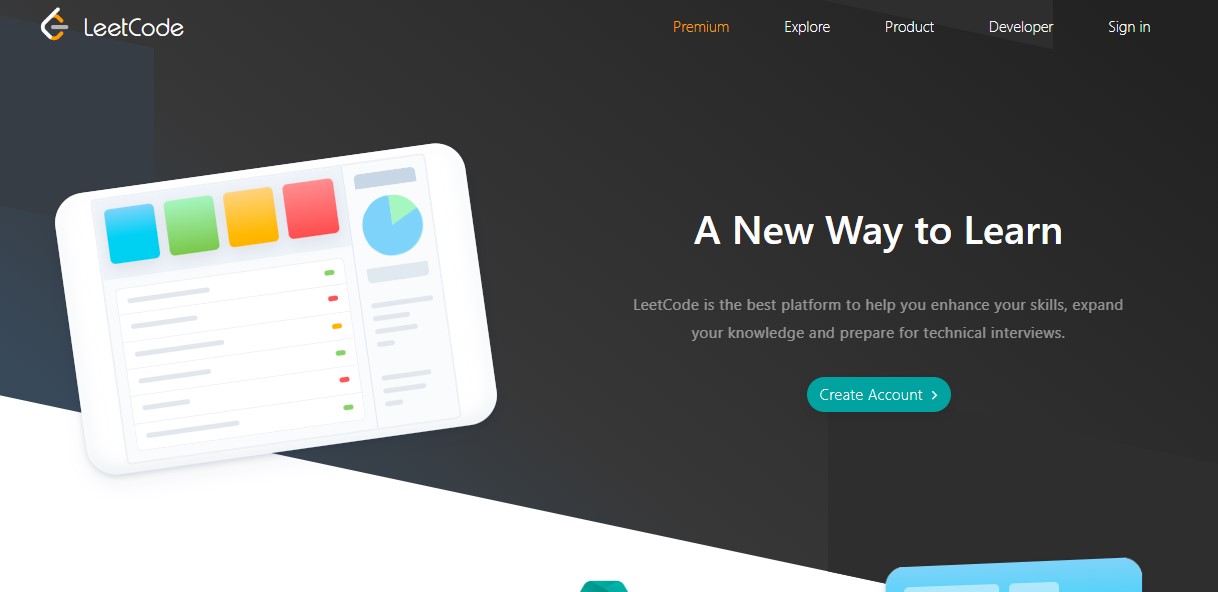 LeetCode
Premium Explore Product Developer Sign in
A New Way to Learn
LeetCode is the best platform to help you enhance your skills, expand
your knowledge and prepare for technical interviews.
Create Account